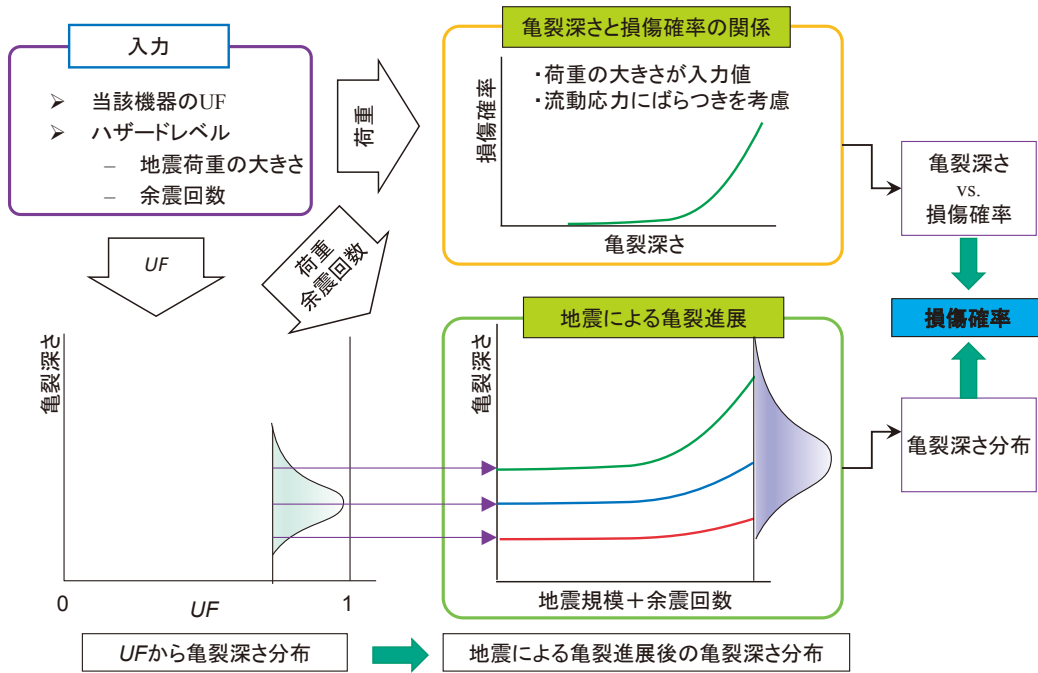 入力
➢ 当該機器のUF
➢ ハザードレベル
– 地震荷重の大きさ
– 余震回数
荷重
亀裂深さと損傷確率の関係
・荷重の大きさが入力値
・流動応力にばらつきを考慮
損傷確率
亀裂深さ
亀裂深さ
vs.
損傷確率
UF
荷重
余震回数
損傷確率
地震による亀裂進展
亀裂深さ
地震規模＋余震回数
亀裂深さ分布
亀裂深さ
0
UF
1
UFから亀裂深さ分布
地震による亀裂進展後の亀裂深さ分布